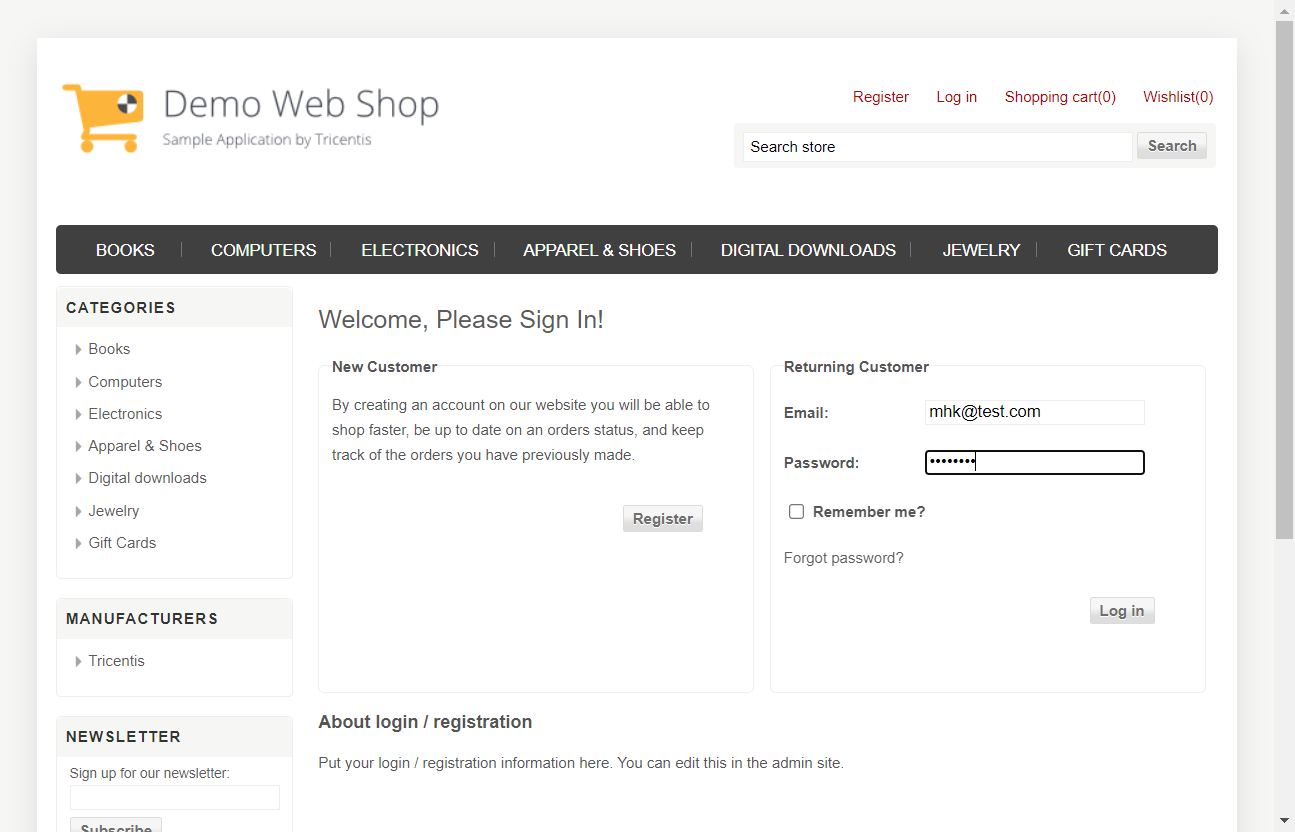 Demo Web Shop
Sample Application by Tricentis
Register Log in Shopping cart(0) Wishlist(0)
Search store Search
BOOKS COMPUTERS ELECTRONICS APPAREL & SHOES DIGITAL DOWNLOADS JEWELRY GIFT CARDS
CATEGORIES
Books
Computers
Electronics
Apparel & Shoes
Digital downloads
Jewelry
Gift Cards
MANUFACTURERS
Tricentis
NEWSLETTER
Sign up for our newsletter:
Subscribe
Welcome, Please Sign In!
New Customer
By creating an account on our website you will be able to
shop faster, be up to date on an orders status, and keep
track of the orders you have previously made.
Register
Returning Customer
Email: mhk@test.com
Password: ••••••••
Remember me?
Forgot password?
Log in
About login / registration
Put your login / registration information here. You can edit this in the admin site.